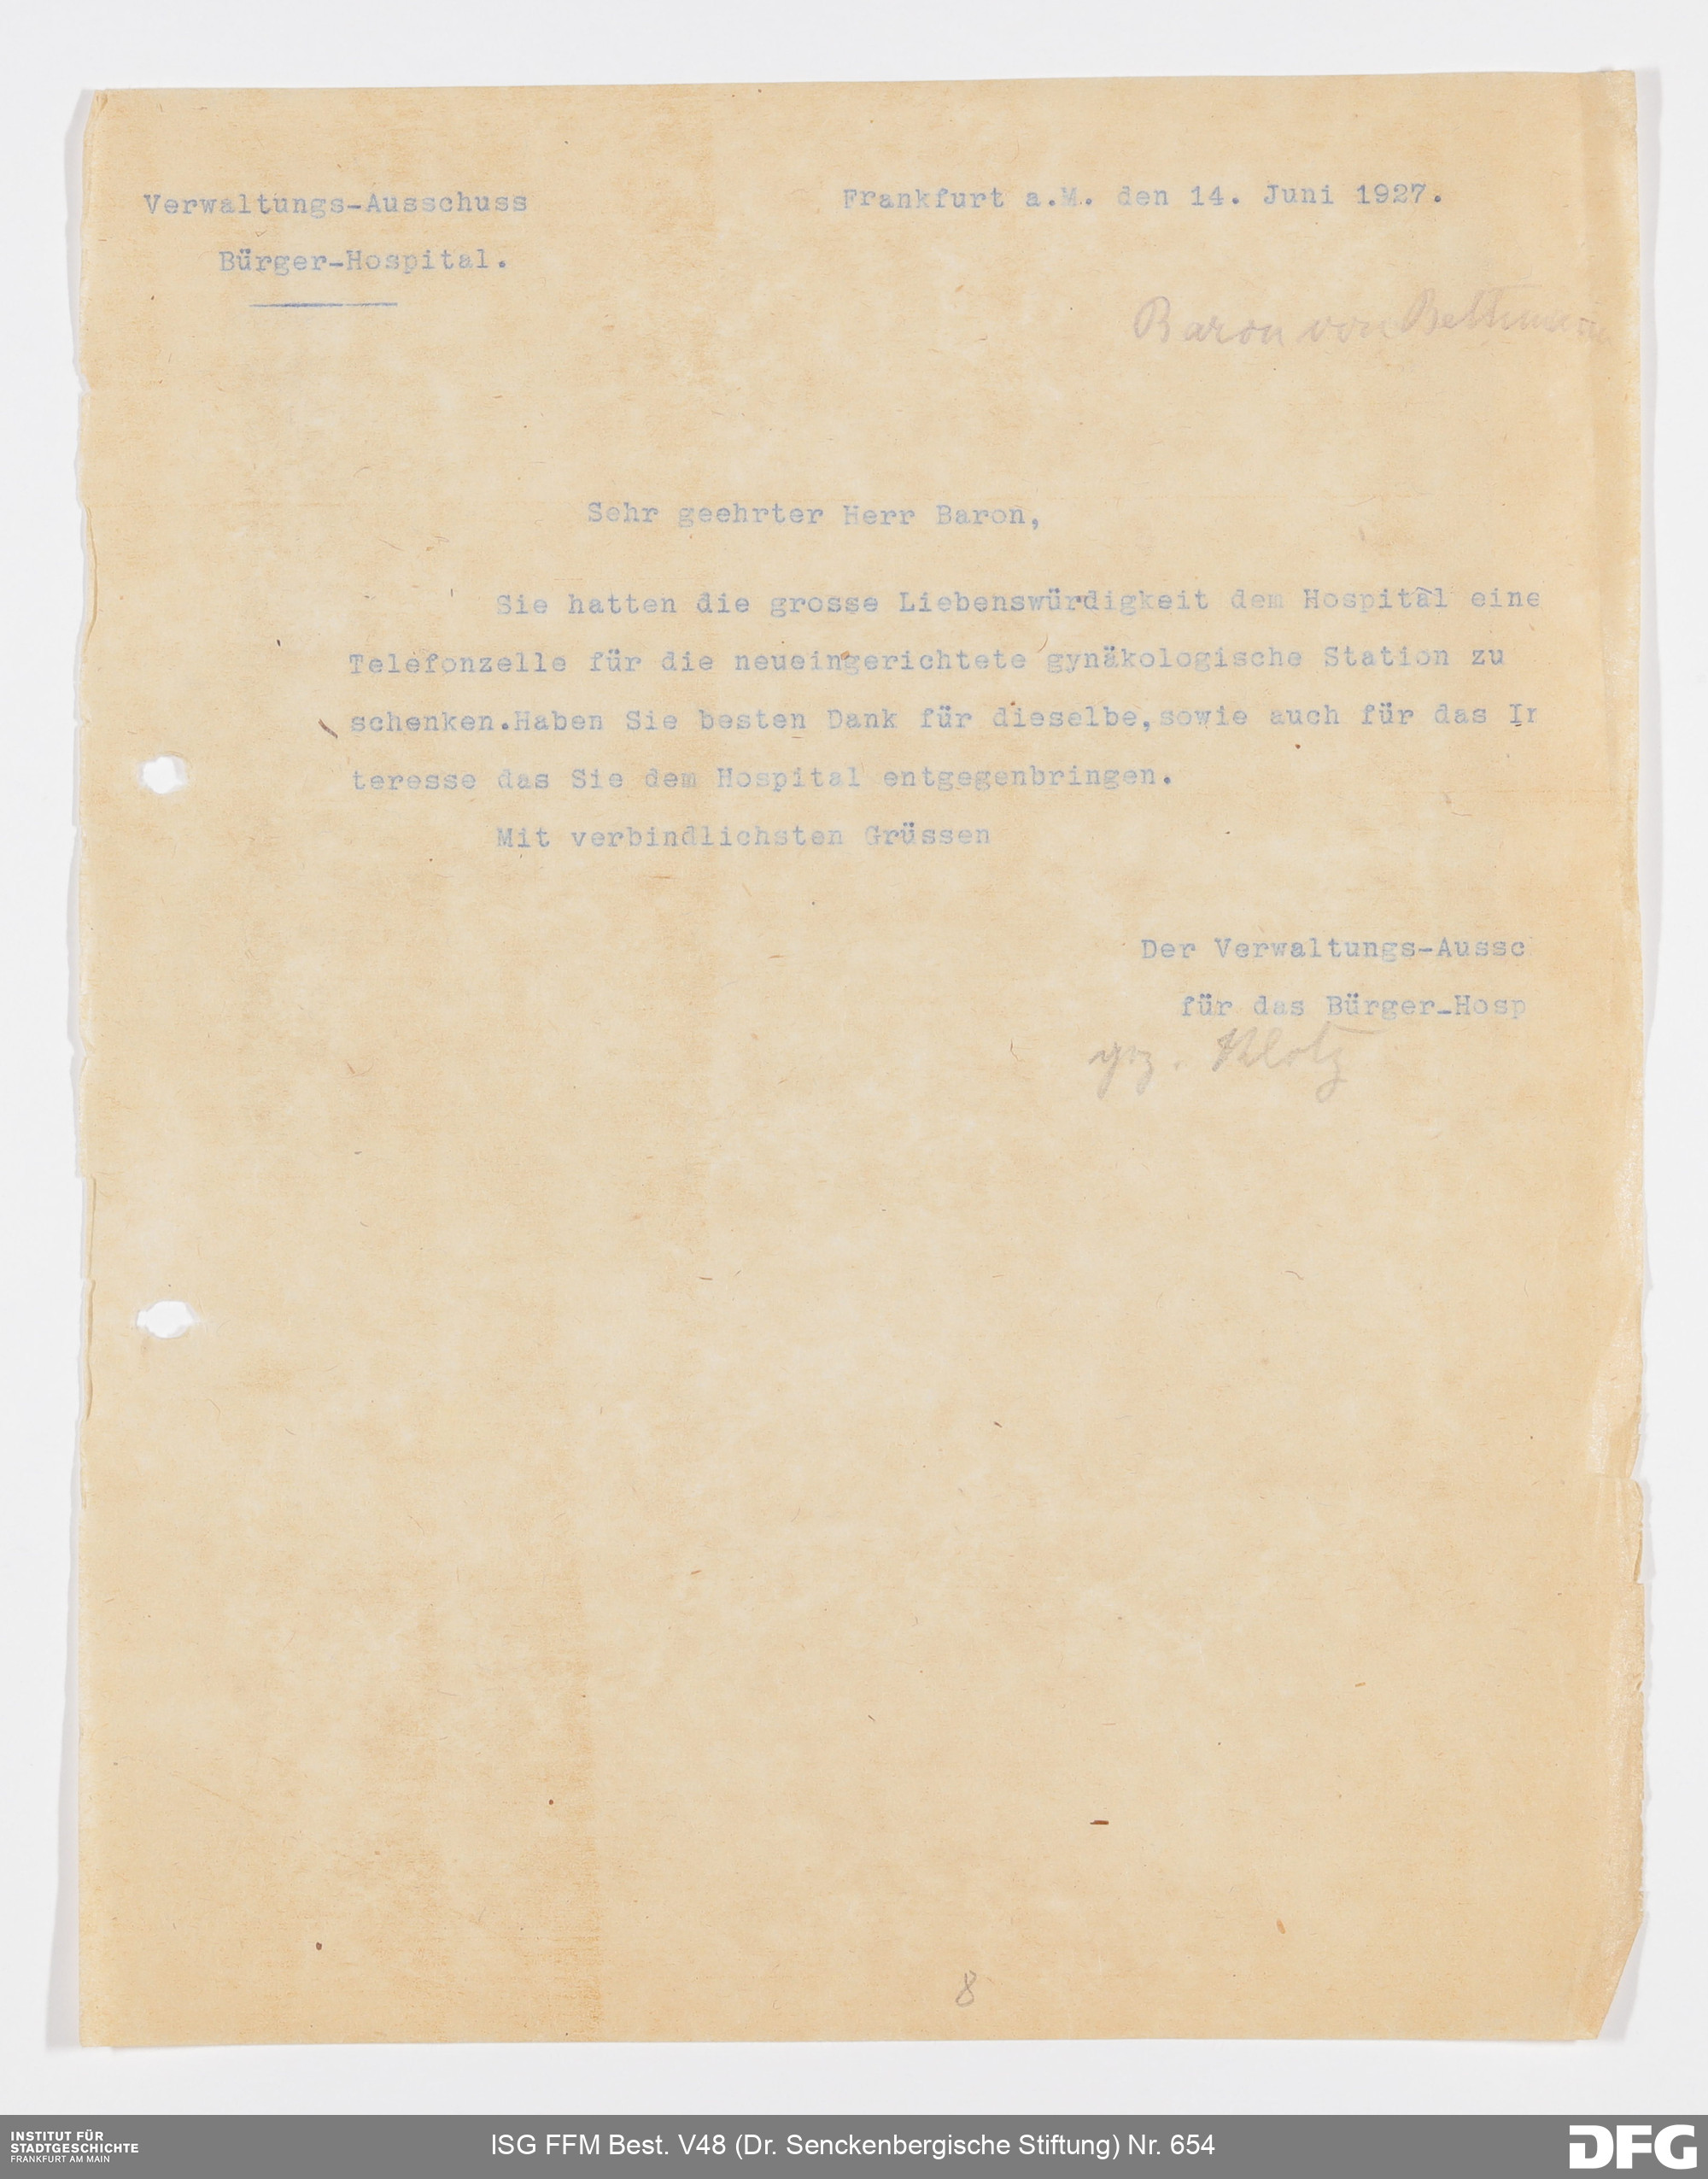 Verwaltungs-Ausschuss
Bürger-Hospital.
Frankfurt a.M. den 14. Juni 1927.
Baron von Bethmann
Sehr geehrter Herr Baron,
Sie hatten die grosse Liebenswürdigkeit dem Hospital eine
Telefonzelle für die neueingerichtete gynäkologische Station zu
schenken.Haben Sie besten Dank für dieselbe,sowie auch für das In
teresse das Sie dem Hospital entgegenbringen.
Mit verbindlichsten Grüssen
Der Verwaltungs-Aussc
für das Bürger-Hosp
gez. Klotz
8
INSTITUT FÜR
STADTGESCHICHTE
FRANKFURT AM MAIN
ISG FFM Best. V48 (Dr. Senckenbergische Stiftung) Nr. 654
DFG